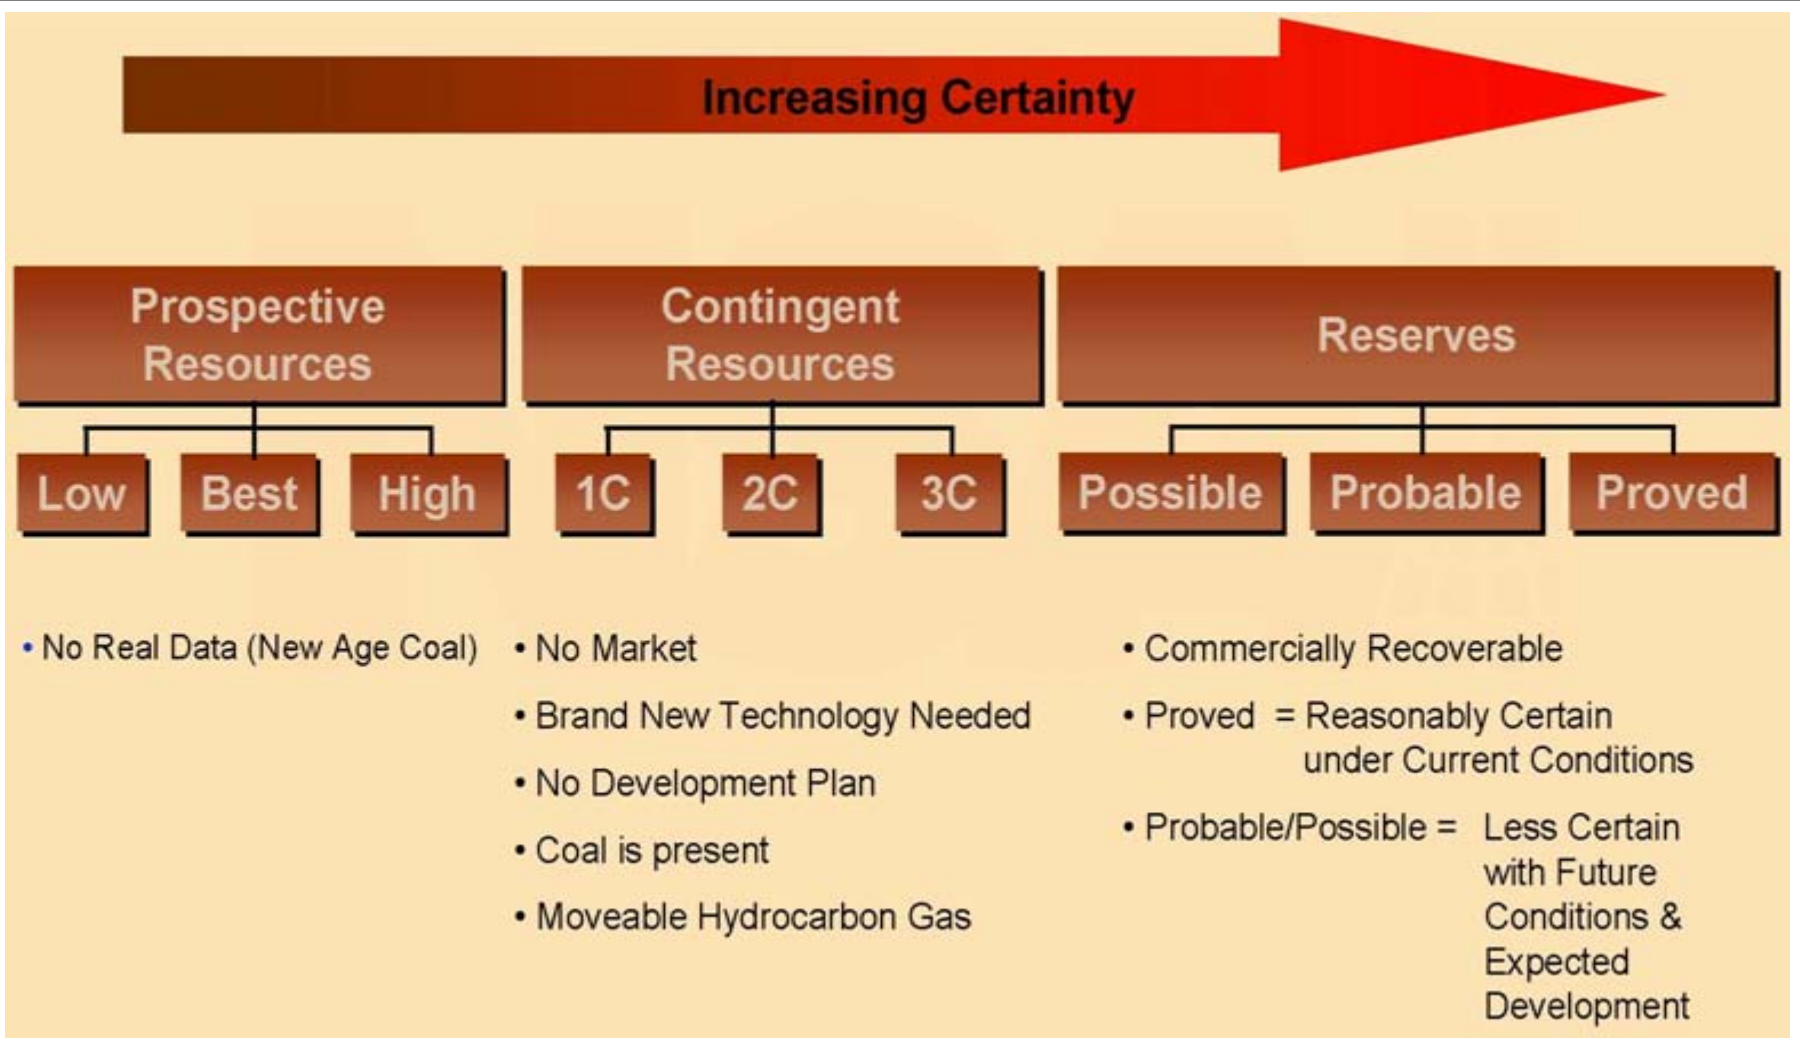 Increasing Certainty
Prospective
Resources
Contingent
Resources
Reserves
Low
Best
High
1C
2C
3C
Possible
Probable
Proved
• No Real Data (New Age Coal)
• No Market
• Brand New Technology Needed
• No Development Plan
• Coal is present
• Moveable Hydrocarbon Gas
• Commercially Recoverable
• Proved = Reasonably Certain
under Current Conditions
• Probable/Possible = Less Certain
with Future
Conditions &
Expected
Development